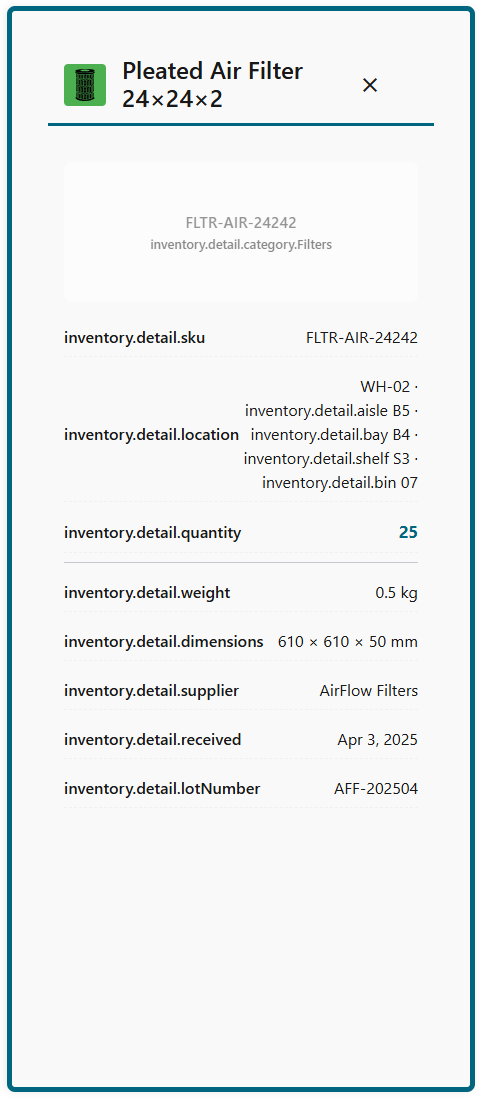 Pleated Air Filter
24×24×2
×
FLTR-AIR-24242
inventory.detail.category.Filters
inventory.detail.sku FLTR-AIR-24242
inventory.detail.location WH-02 ·
inventory.detail.aisle B5 ·
inventory.detail.bay B4 ·
inventory.detail.shelf S3 ·
inventory.detail.bin 07
inventory.detail.quantity 25
inventory.detail.weight 0.5 kg
inventory.detail.dimensions 610 × 610 × 50 mm
inventory.detail.supplier AirFlow Filters
inventory.detail.received Apr 3, 2025
inventory.detail.lotNumber AFF-202504